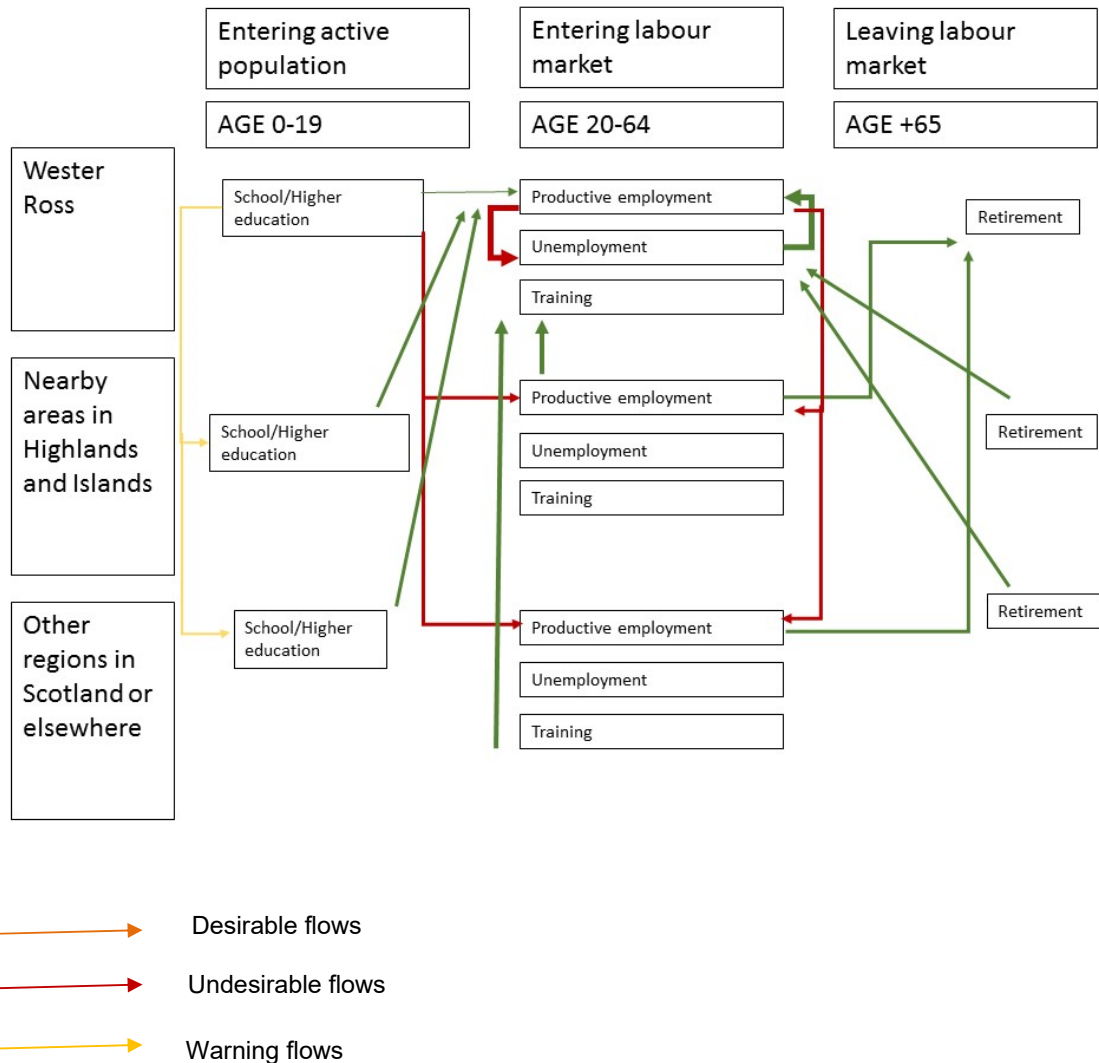 Entering active
population
Entering labour
market
Leaving labour
market
AGE 0-19
AGE 20-64
AGE +65
Wester
Ross
School/Higher
education
Productive employment
Unemployment
Training
Retirement
Nearby
areas in
Highlands
and Islands
School/Higher
education
Productive employment
Unemployment
Training
Retirement
Other
regions in
Scotland or
elsewhere
School/Higher
education
Productive employment
Unemployment
Training
Retirement
Desirable flows
Undesirable flows
Warning flows